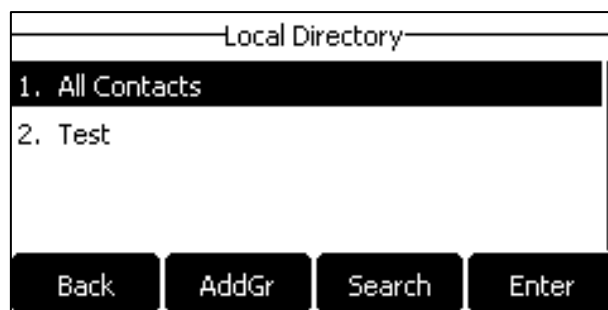 Local Directory
1. All Contacts
2. Test
Back AddGr Search Enter